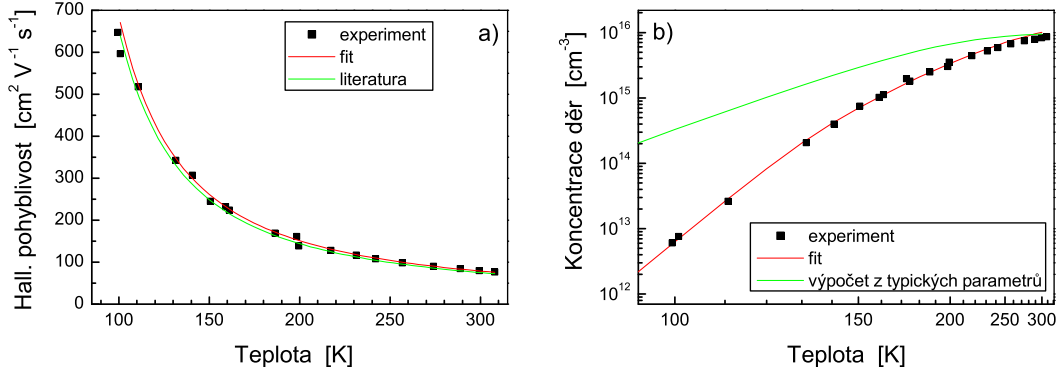 700
600
500
400
300
200
100
0
100
150
200
250
300
Hall. pohyblivost [cm² V⁻¹ s⁻¹]
Teplota [K]
experiment
fit
literatura
a)
10¹⁶
10¹⁵
10¹⁴
10¹³
10¹²
100
150
200
250
300
Koncentrace děr [cm⁻³]
Teplota [K]
b)
experiment
fit
výpočet z typických parametrů